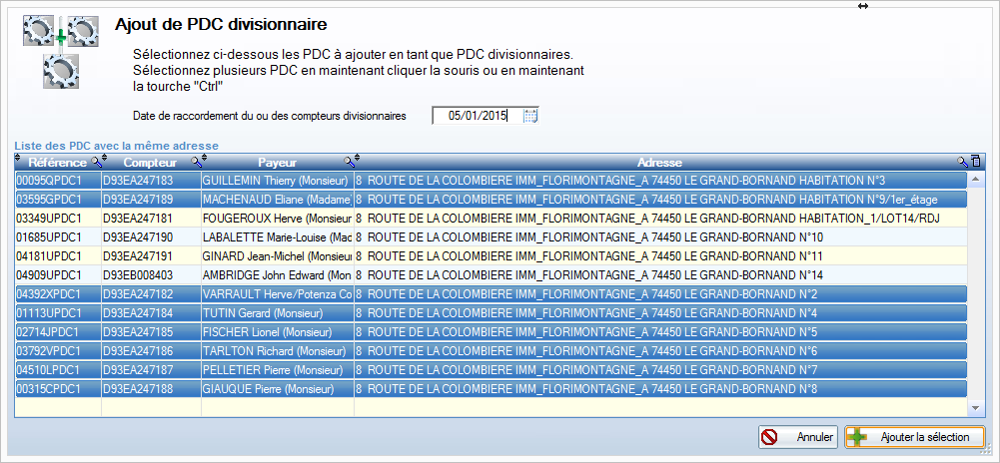 Ajout de PDC divisionnaire
Sélectionnez ci-dessous les PDC à ajouter en tant que PDC divisionnaires.
Sélectionnez plusieurs PDC en maintenant cliquer la souris ou en maintenant
la touche "Ctrl"
Date de raccordement du ou des compteurs divisionnaires 05/01/2015
Liste des PDC avec la même adresse
Référence Compteur Payeur Adresse
00095QPDC1 D93EA247183 GUILLEMIN Thierry (Monsieur) 8 ROUTE DE LA COLOMBIERE IMM_FLORIMONTAGNE_A 74450 LE GRAND-BORNAND HABITATION N°3
03595GPDC1 D93EA247189 MACHENAUD Eliane (Madame) 8 ROUTE DE LA COLOMBIERE IMM_FLORIMONTAGNE_A 74450 LE GRAND-BORNAND HABITATION N°9/1er_étage
03349UPDC1 D93EA247181 FOUGEROUX Herve (Monsieur 8 ROUTE DE LA COLOMBIERE IMM_FLORIMONTAGNE_A 74450 LE GRAND-BORNAND HABITATION_1/LOT14/RDJ
01685UPDC1 D93EA247190 LABALETTE Marie-Louise (Mad 8 ROUTE DE LA COLOMBIERE IMM_FLORIMONTAGNE_A 74450 LE GRAND-BORNAND N°10
04181UPDC1 D93EA247191 GINARD Jean-Michel (Monsieu 8 ROUTE DE LA COLOMBIERE IMM_FLORIMONTAGNE_A 74450 LE GRAND-BORNAND N°11
04909UPDC1 D93EB008403 AMBRIDGE John Edward (Mon 8 ROUTE DE LA COLOMBIERE IMM_FLORIMONTAGNE_A 74450 LE GRAND-BORNAND N°14
04392XPDC1 D93EA247182 VARRAULT Herve/Potenza Co 8 ROUTE DE LA COLOMBIERE IMM_FLORIMONTAGNE_A 74450 LE GRAND-BORNAND N°2
01113UPDC1 D93EA247184 TUTIN Gerard (Monsieur) 8 ROUTE DE LA COLOMBIERE IMM_FLORIMONTAGNE_A 74450 LE GRAND-BORNAND N°4
02714JPDC1 D93EA247185 FISCHER Lionel (Monsieur) 8 ROUTE DE LA COLOMBIERE IMM_FLORIMONTAGNE_A 74450 LE GRAND-BORNAND N°5
03792VPDC1 D93EA247186 TARLTON Richard (Monsieur) 8 ROUTE DE LA COLOMBIERE IMM_FLORIMONTAGNE_A 74450 LE GRAND-BORNAND N°6
04510LPDC1 D93EA247187 PELLETIER Pierre (Monsieur) 8 ROUTE DE LA COLOMBIERE IMM_FLORIMONTAGNE_A 74450 LE GRAND-BORNAND N°7
00315CPDC1 D93EA247188 GIAUQUE Pierre (Monsieur) 8 ROUTE DE LA COLOMBIERE IMM_FLORIMONTAGNE_A 74450 LE GRAND-BORNAND N°8
Annuler Ajouter la sélection